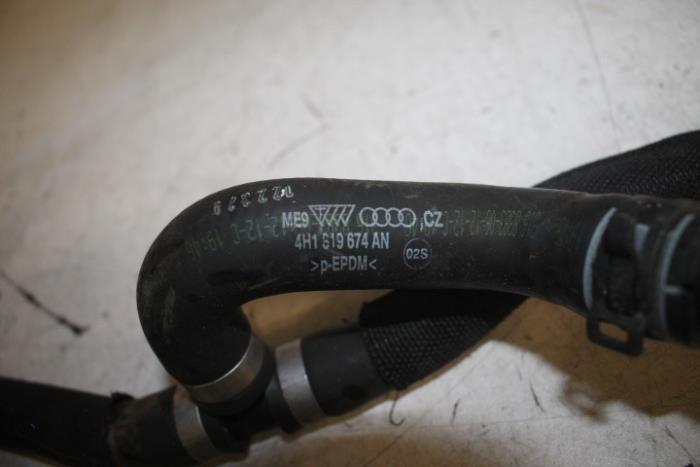 122379
ME9 CZ
4H1 819 674 AN
>p-EPDM< 02S